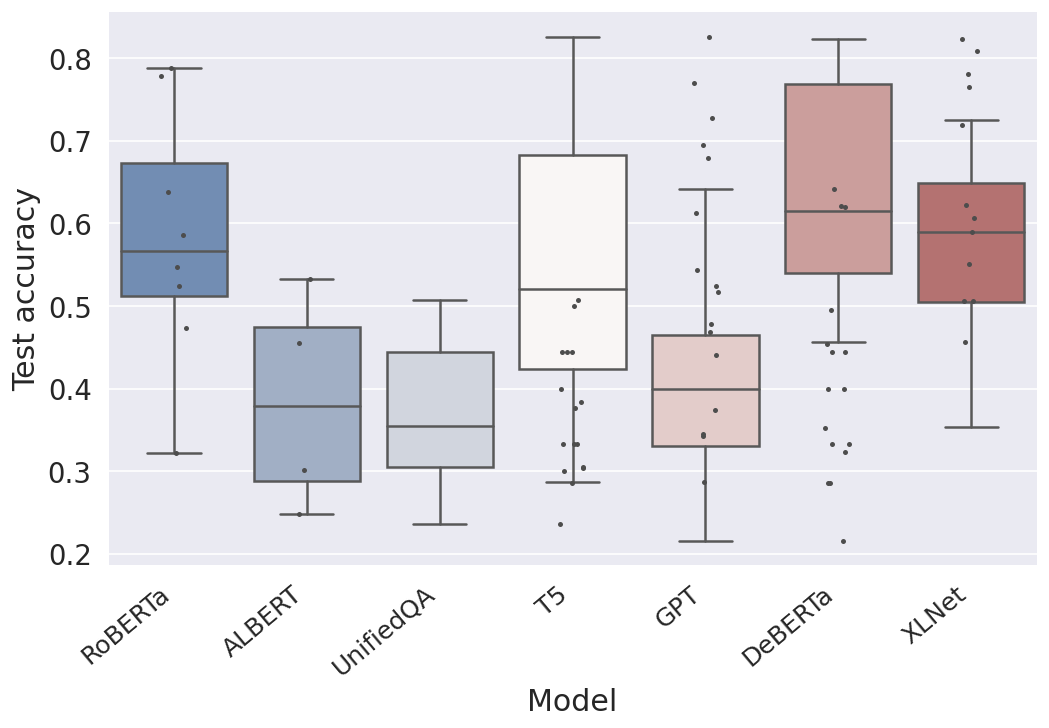 Test accuracy
0.8
0.7
0.6
0.5
0.4
0.3
0.2
RoBERTa
ALBERT
UnifiedQA
T5
GPT
DeBERTa
XLNet
Model